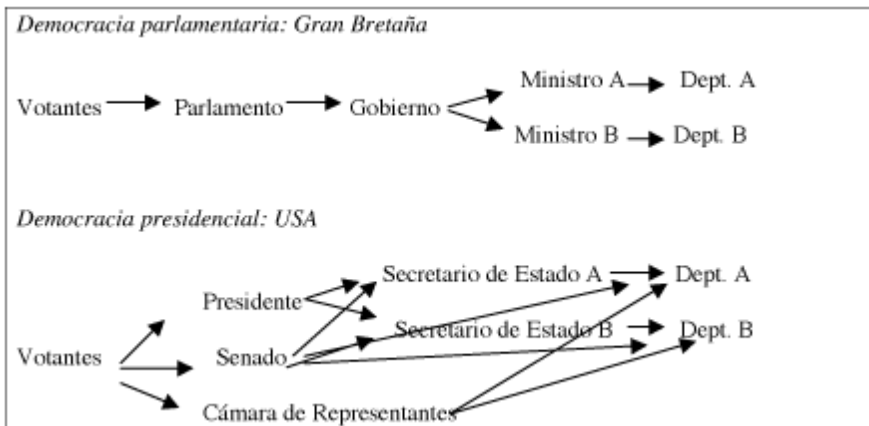 Democracia parlamentaria: Gran Bretaña
Ministro A Dept. A
Votantes Parlamento Gobierno
Ministro B Dept. B
Democracia presidencial: USA
Secretario de Estado A Dept. A
Presidente
Secretario de Estado B Dept. B
Votantes Senado
Cámara de Representantes